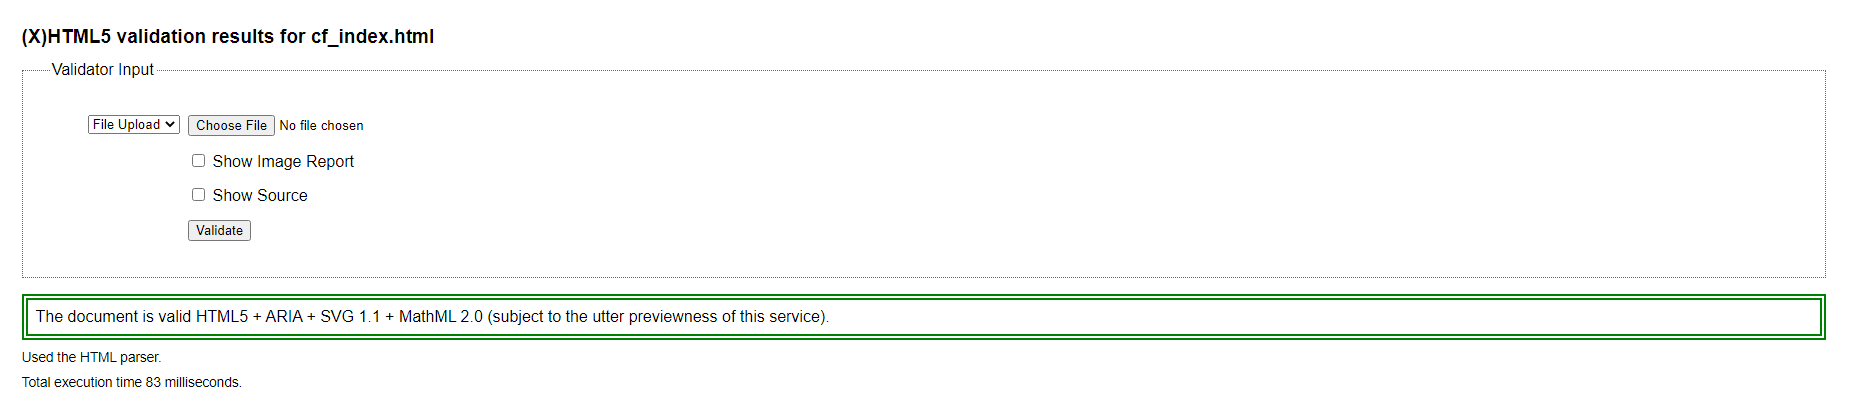 (X)HTML5 validation results for cf_index.html
Validator Input
File Upload Choose File No file chosen
Show Image Report
Show Source
Validate
The document is valid HTML5 + ARIA + SVG 1.1 + MathML 2.0 (subject to the utter previewness of this service).
Used the HTML parser.
Total execution time 83 milliseconds.